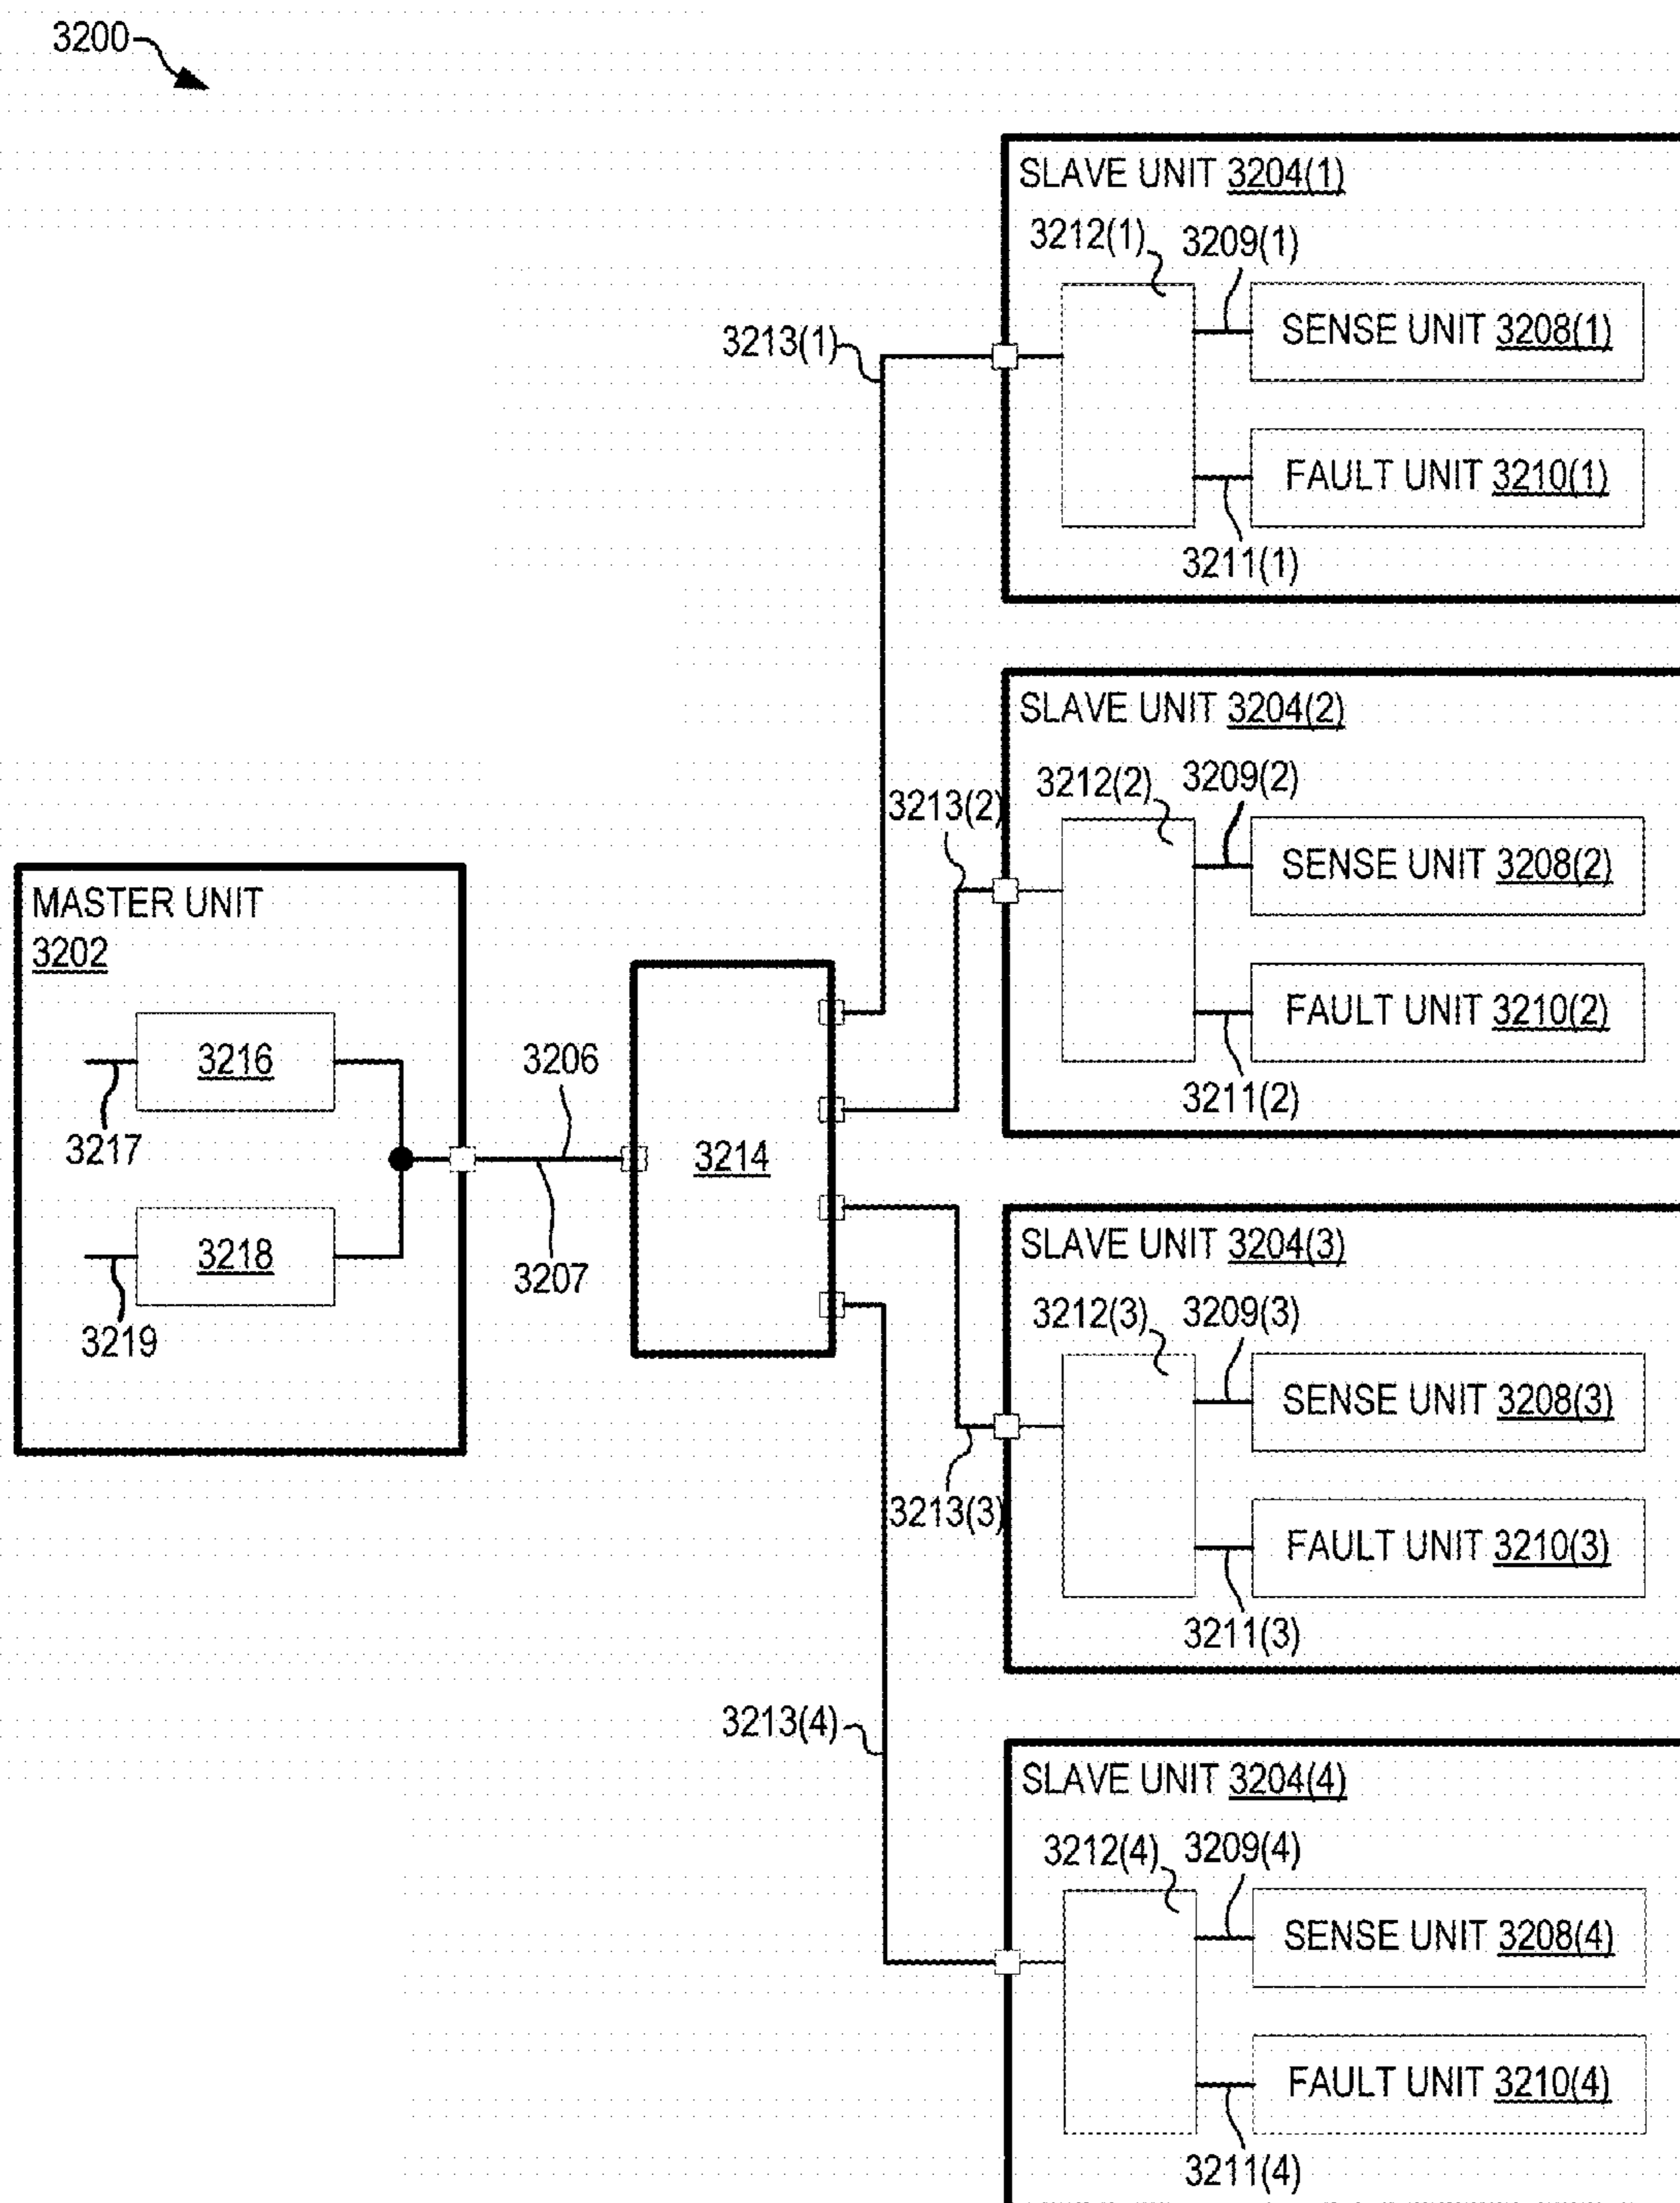 3200
SLAVE UNIT 3204(1)
3212(1)
3209(1)
SENSE UNIT 3208(1)
3213(1)
FAULT UNIT 3210(1)
3211(1)
SLAVE UNIT 3204(2)
3212(2)
3209(2)
3213(2)
SENSE UNIT 3208(2)
FAULT UNIT 3210(2)
3211(2)
MASTER UNIT
3202
3216
3217
3206
3214
3218
3207
3219
SLAVE UNIT 3204(3)
3212(3)
3209(3)
SENSE UNIT 3208(3)
3213(3)
FAULT UNIT 3210(3)
3211(3)
3213(4)
SLAVE UNIT 3204(4)
3212(4)
3209(4)
SENSE UNIT 3208(4)
FAULT UNIT 3210(4)
3211(4)